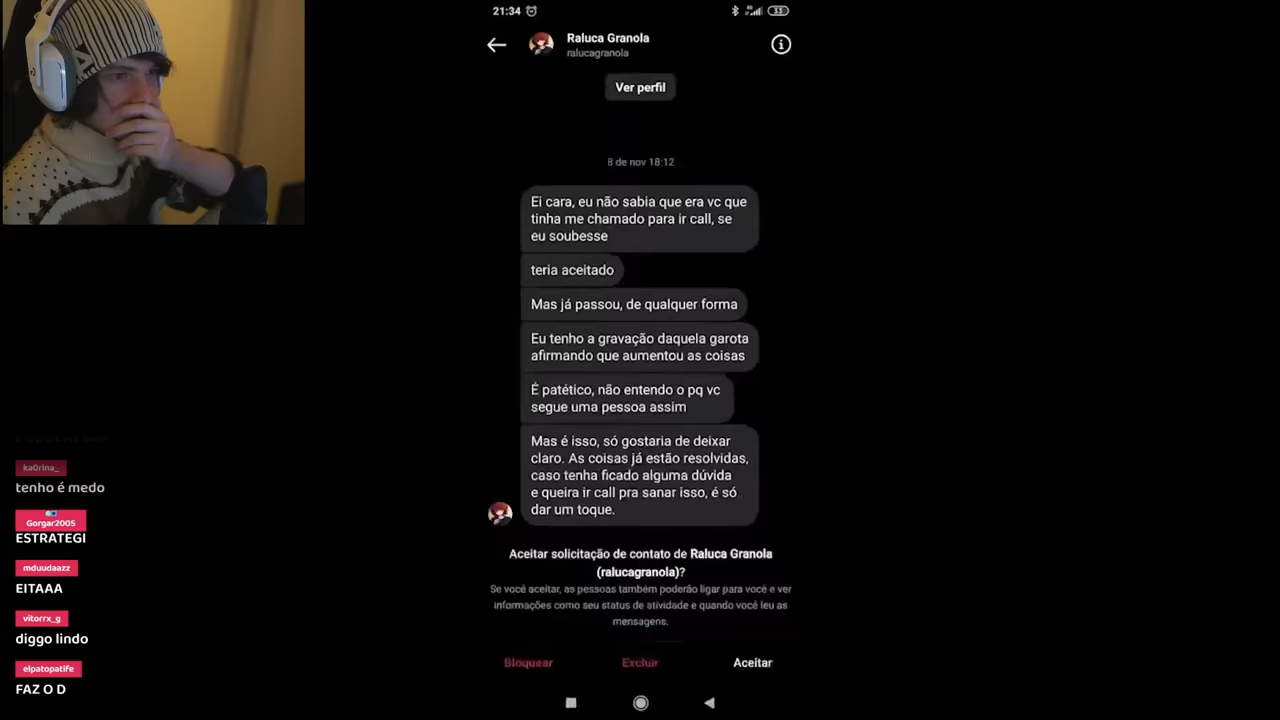 21:34
33
Raluca Granola
ralucagranola
Ver perfil
8 de nov 18:12
Ei cara, eu não sabia que era vc que
tinha me chamado para ir call, se
eu soubesse
teria aceitado
Mas já passou, de qualquer forma
Eu tenho a gravação daquela garota
afirmando que aumentou as coisas
É patético, não entendo o pq vc
segue uma pessoa assim
Mas é isso, só gostaria de deixar
claro. As coisas já estão resolvidas,
caso tenha ficado alguma dúvida
e queira ir call pra sanar isso, é só
dar um toque.
Aceitar solicitação de contato de Raluca Granola
(ralucagranola)?
Se você aceitar, as pessoas também poderão ligar para você e ver
informações como seu status de atividade e quando você leu as
mensagens.
Bloquear
Excluir
Aceitar
ka0rina_
tenho é medo
Gorgar2005
ESTRATEGI
mduudaazz
EITAAA
vitorrx_g
diggo lindo
elpatopatife
FAZ O D